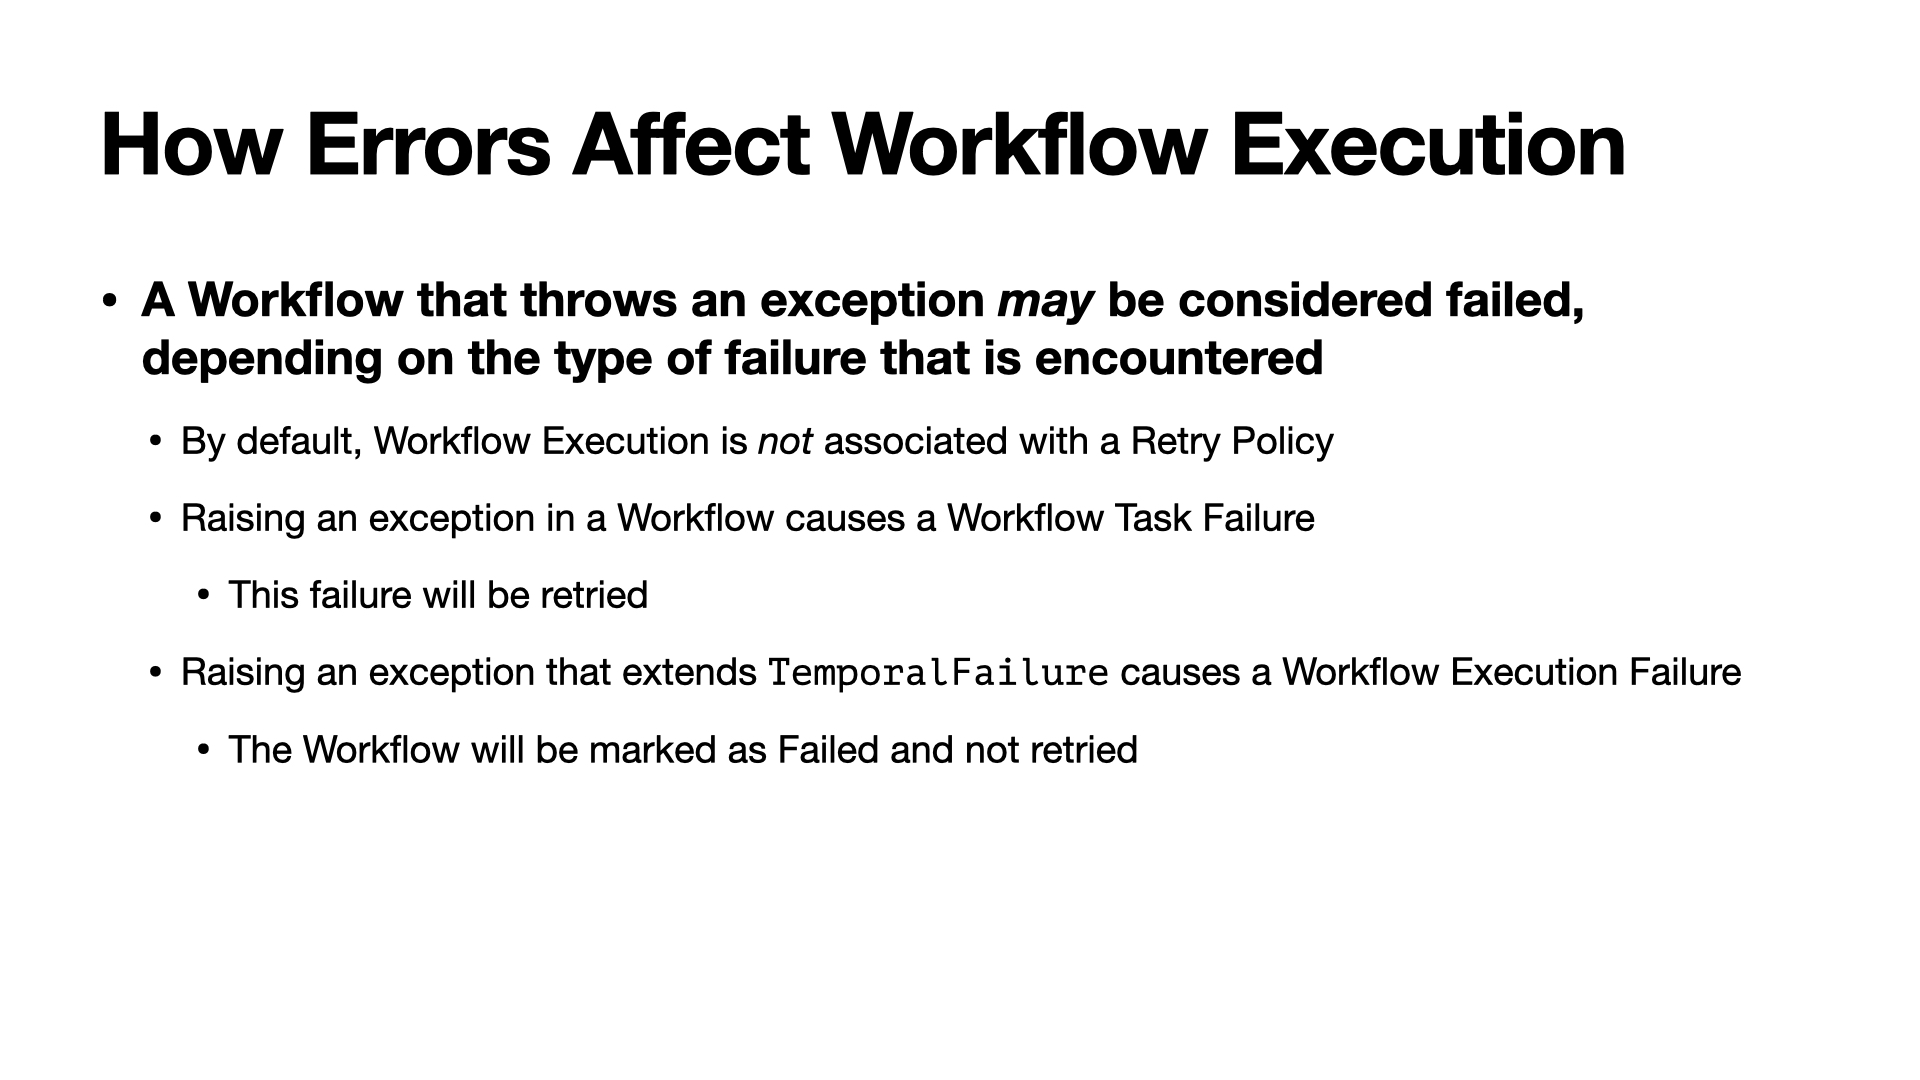 How Errors Affect Workflow Execution
• A Workflow that throws an exception may be considered failed,
depending on the type of failure that is encountered
• By default, Workflow Execution is not associated with a Retry Policy
• Raising an exception in a Workflow causes a Workflow Task Failure
• This failure will be retried
• Raising an exception that extends TemporalFailure causes a Workflow Execution Failure
• The Workflow will be marked as Failed and not retried